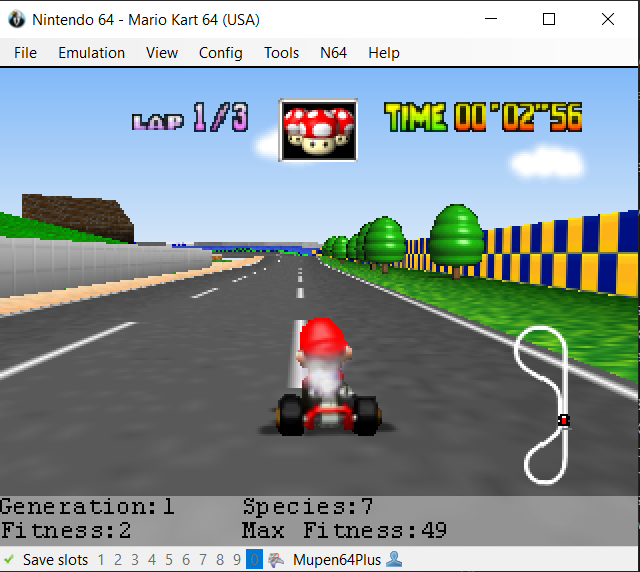 Nintendo 64 - Mario Kart 64 (USA)
File Emulation View Config Tools N64 Help
LAP 1/3 TIME 00'02"56
Generation:1 Species:7
Fitness:2 Max Fitness:49
Save slots 1 2 3 4 5 6 7 8 9 0 Mupen64Plus